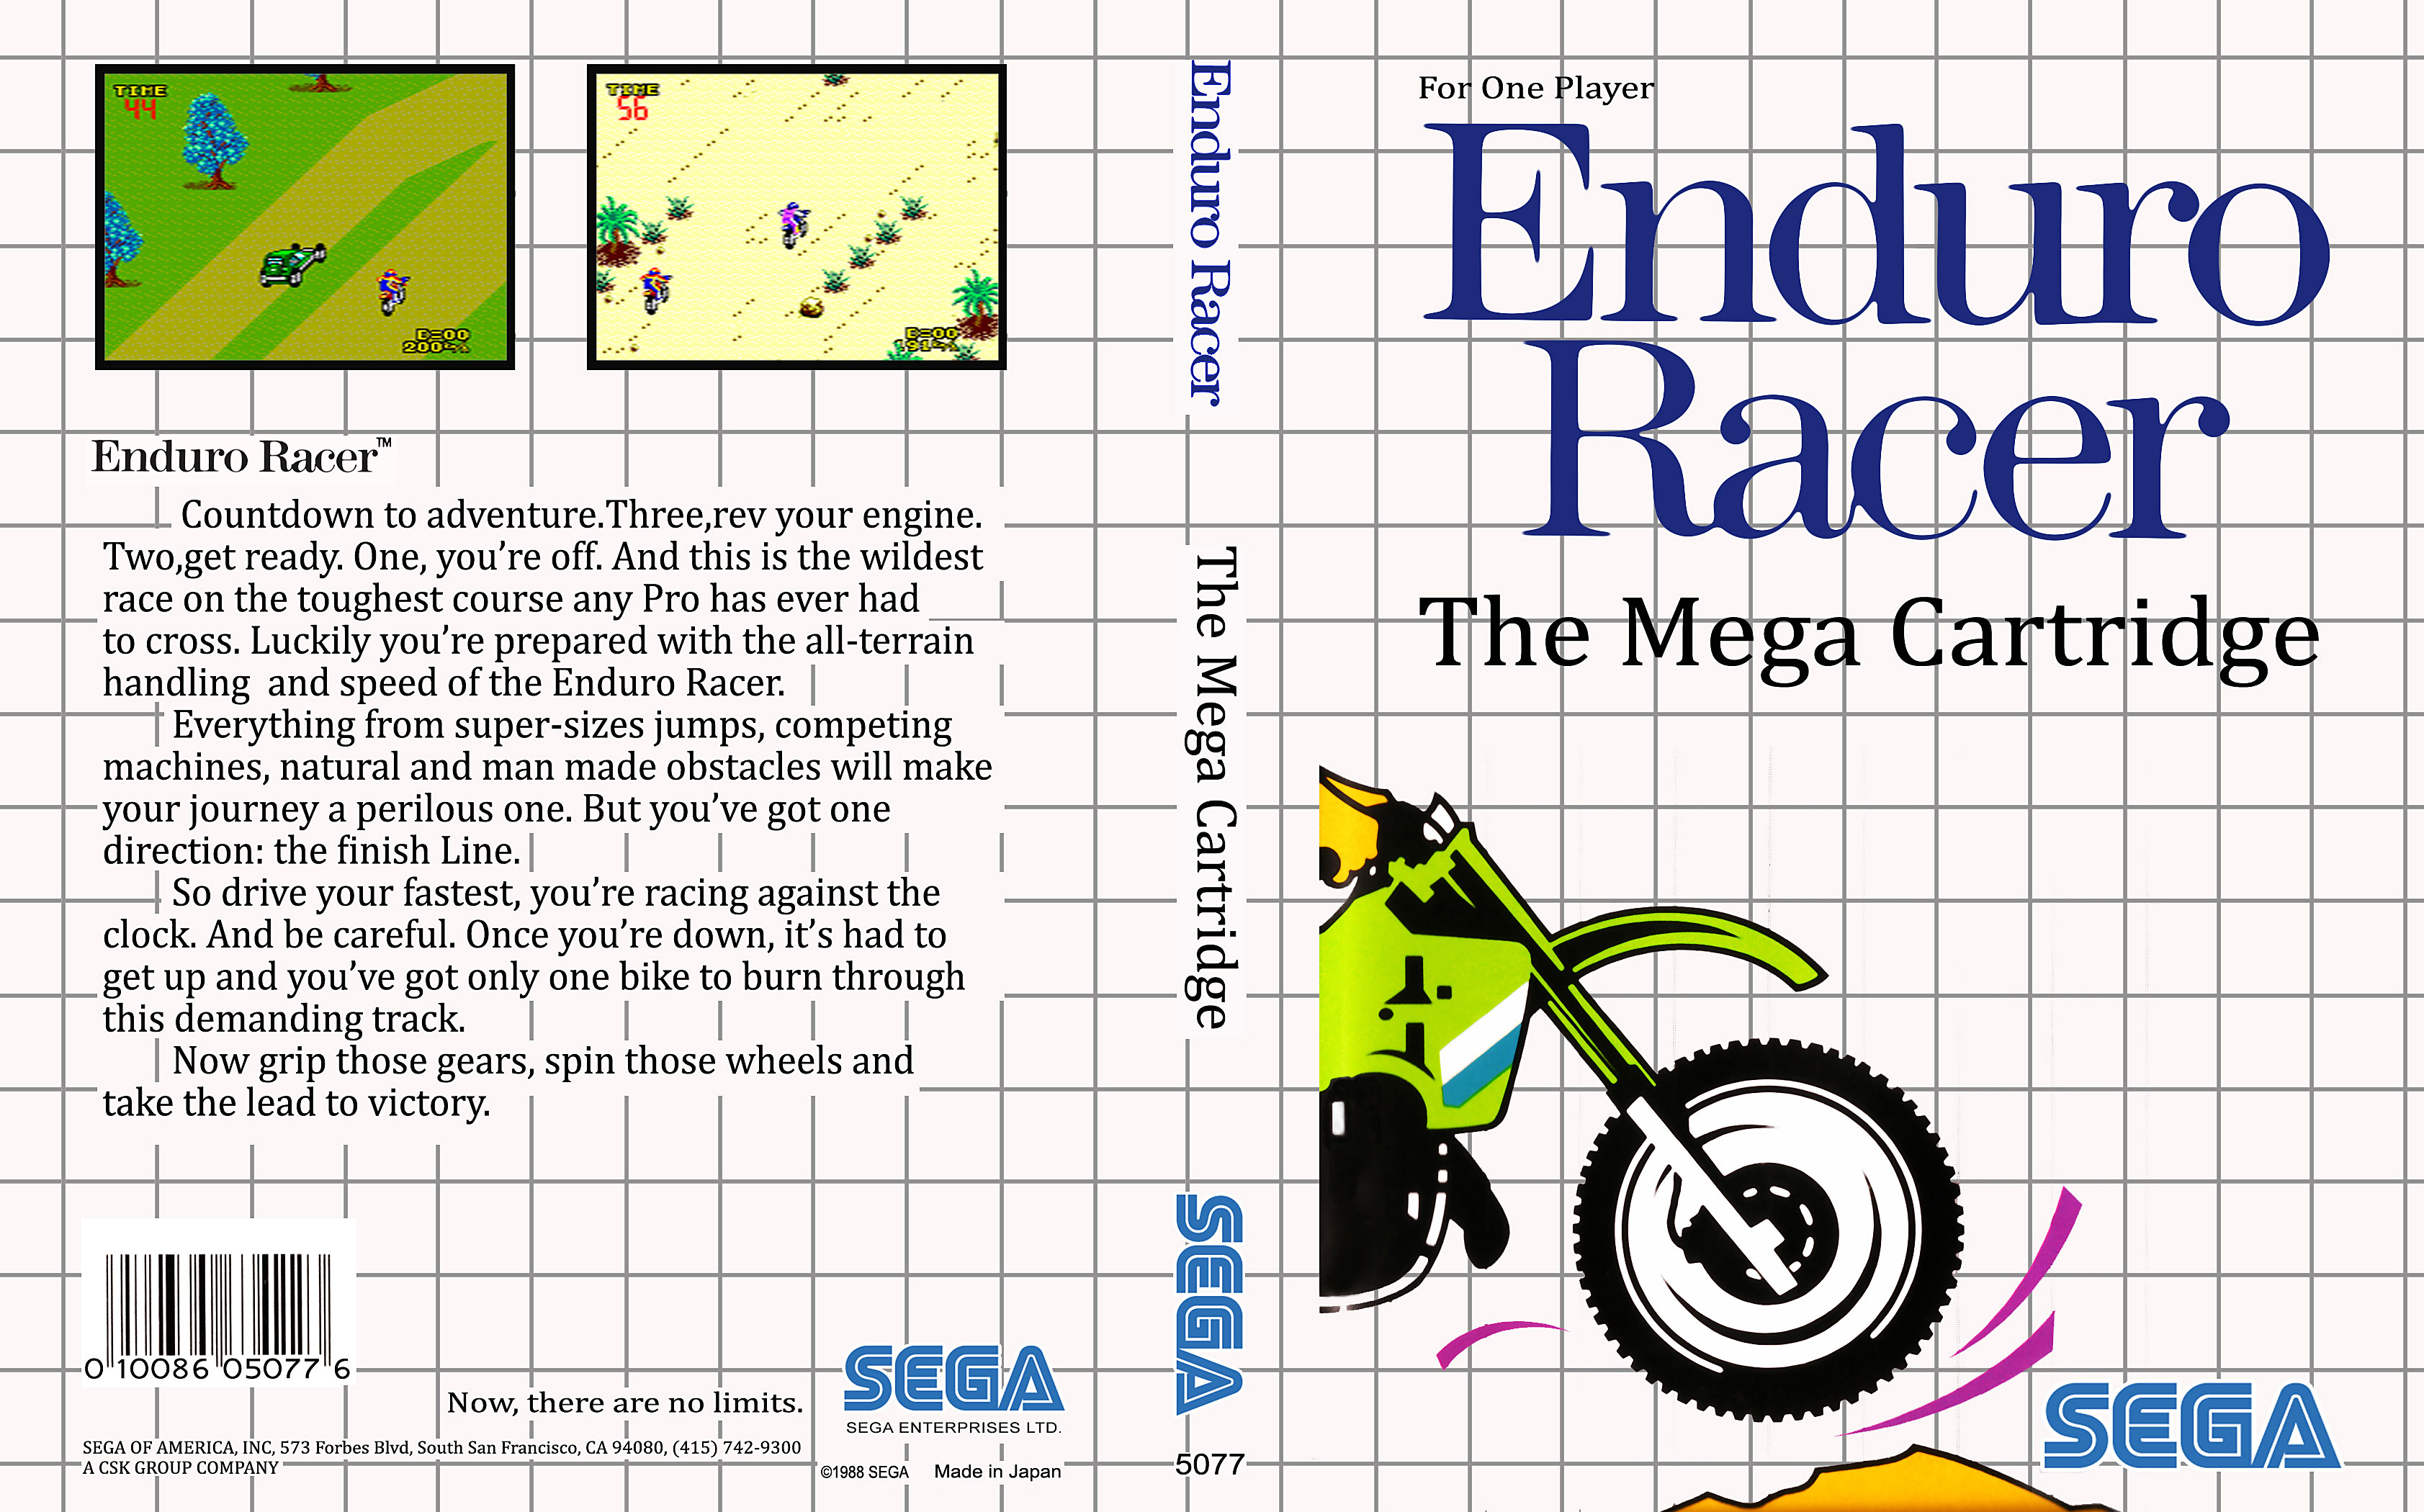 TIME
44
E=00
200㎞/h
TIME
56
E=00
191㎞/h
Enduro Racer™
Countdown to adventure.Three,rev your engine.
Two,get ready. One, you’re off. And this is the wildest
race on the toughest course any Pro has ever had
to cross. Luckily you’re prepared with the all-terrain
handling  and speed of the Enduro Racer.
Everything from super-sizes jumps, competing
machines, natural and man made obstacles will make
your journey a perilous one. But you’ve got one
direction: the finish Line.
So drive your fastest, you’re racing against the
clock. And be careful. Once you’re down, it’s had to
get up and you’ve got only one bike to burn through
this demanding track.
Now grip those gears, spin those wheels and
take the lead to victory.
0 10086 05077 6
Now, there are no limits.
SEGA
SEGA ENTERPRISES LTD.
SEGA OF AMERICA, INC, 573 Forbes Blvd, South San Francisco, CA 94080, (415) 742-9300
A CSK GROUP COMPANY
©1988 SEGA Made in Japan
Enduro Racer
The Mega Cartridge
SEGA
5077
For One Player
Enduro
Racer
The Mega Cartridge
SEGA